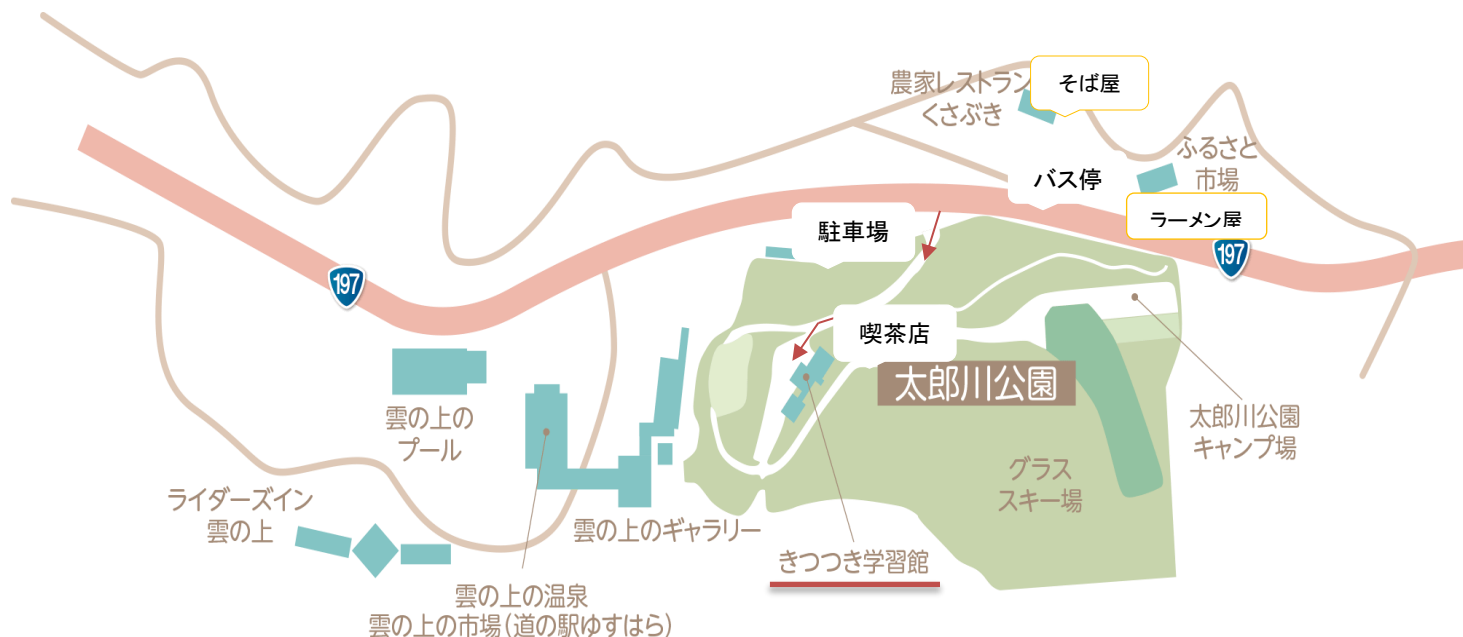 農家レストラン
くさぶき
そば屋
ふるさと
市場
バス停
ラーメン屋
197
駐車場
197
喫茶店
太郎川公園
雲の上の
プール
太郎川公園
キャンプ場
グラス
スキー場
ライダーズイン
雲の上
雲の上のギャラリー
きつつき学習館
雲の上の温泉
雲の上の市場(道の駅ゆすはら)